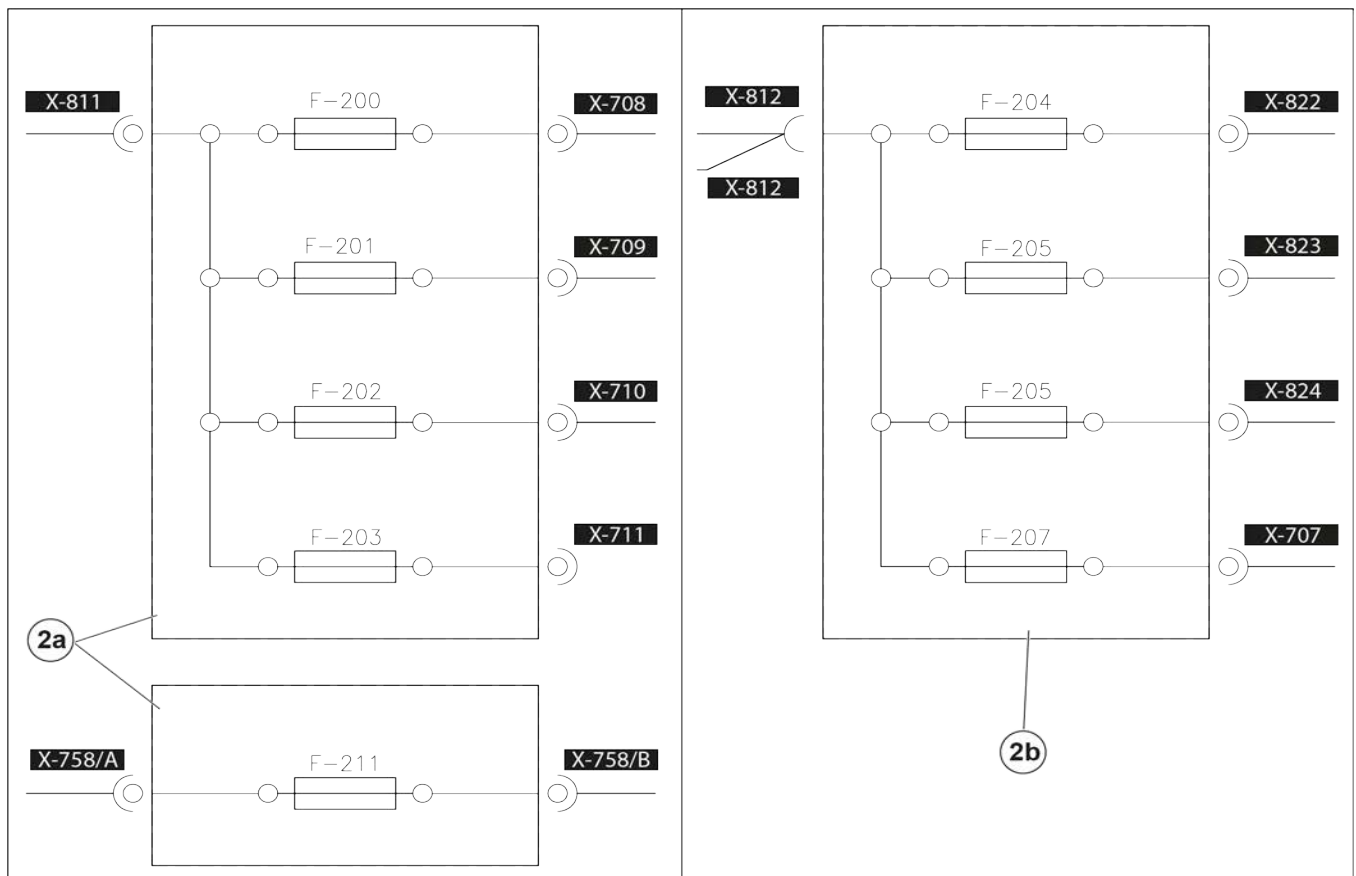 X-811
F-200
X-708
F-201
X-709
F-202
X-710
F-203
X-711
2a
X-758/A
F-211
X-758/B
X-812
X-812
F-204
X-822
F-205
X-823
F-205
X-824
F-207
X-707
2b